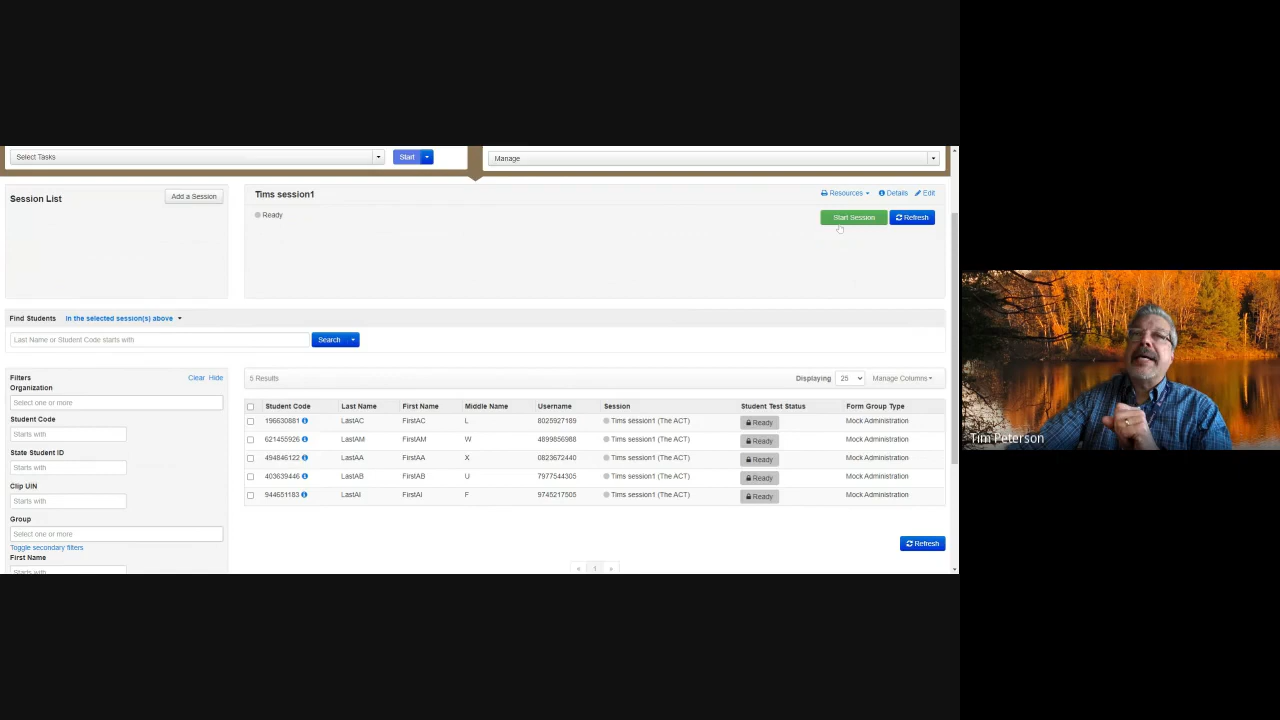 Select Tasks
Start
Manage
Session List
Add a Session
Tims session1
Resources
Details
Edit
Ready
Start Session
Refresh
Find Students
in the selected session(s) above
Last Name or Student Code starts with
Search
Filters
Clear Hide
Organization
Select one or more
Student Code
Starts with
State Student ID
Starts with
Clip UIN
Starts with
Group
Select one or more
Toggle secondary filters
First Name
Starts with
5 Results
Displaying 25
Manage Columns
Student Code Last Name First Name Middle Name Username Session Student Test Status Form Group Type
196630881 LastAC FirstAC L 8025927189 Tims session1 (The ACT) Ready Mock Administration
621455926 LastAM FirstAM W 4899856988 Tims session1 (The ACT) Ready Mock Administration
494846122 LastAA FirstAA X 0823672440 Tims session1 (The ACT) Ready Mock Administration
403639446 LastAB FirstAB U 7977544305 Tims session1 (The ACT) Ready Mock Administration
944651183 LastAI FirstAI F 9745217505 Tims session1 (The ACT) Ready Mock Administration
Refresh
« 1 »
Tim Peterson